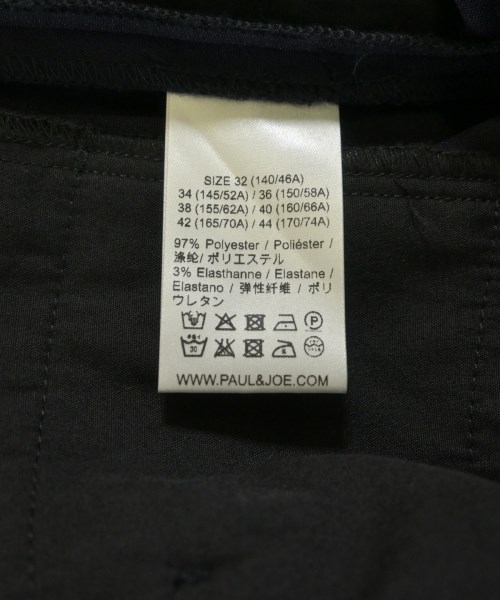 SIZE 32 (140/46A)
34 (145/52A) / 36 (150/58A)
38 (155/62A) / 40 (160/66A)
42 (165/70A) / 44 (170/74A)
97% Polyester / Poliéster /
涤纶/ ポリエステル
3% Elasthanne / Elastane /
Elastano / 弹性纤维 / ポリ
ウレタン
P
30
WWW.PAUL&JOE.COM